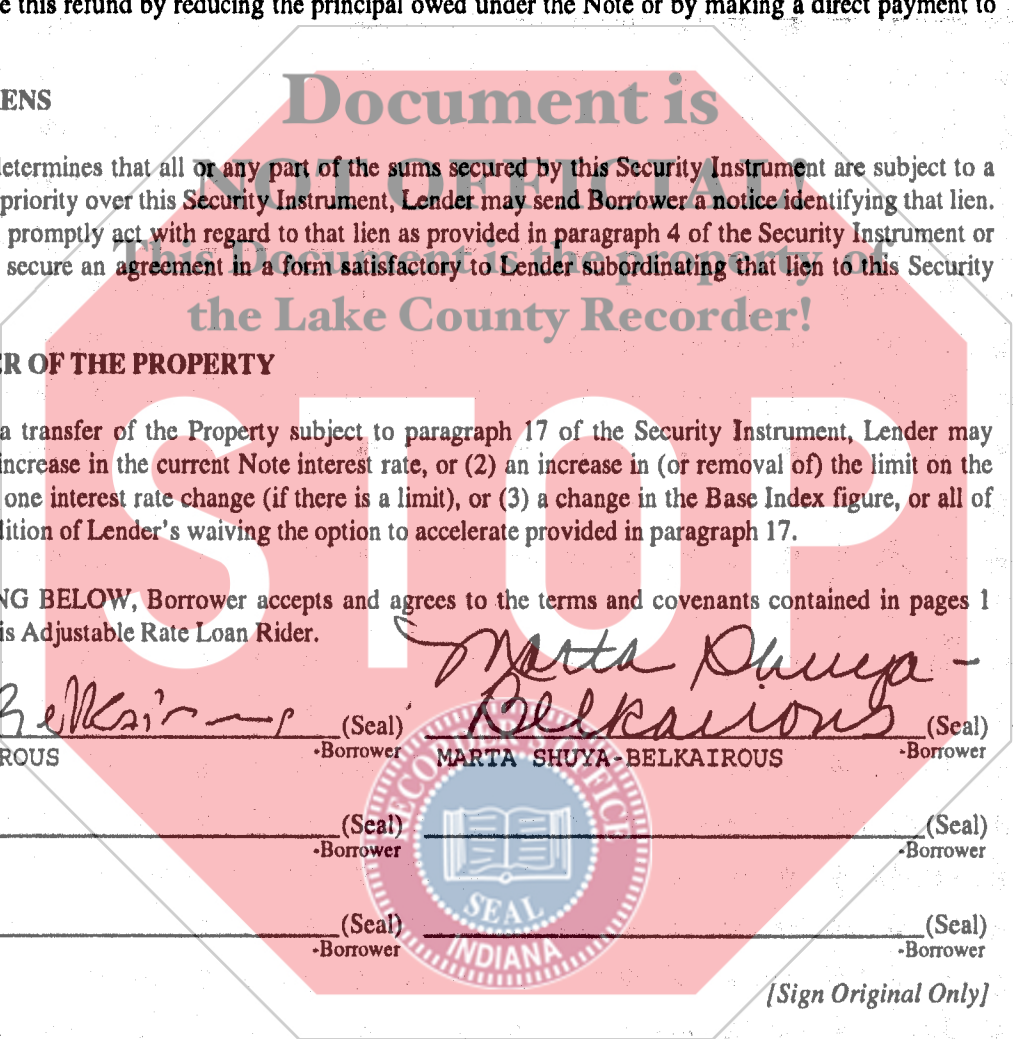 e this refund by reducing the principal owed under the Note or by making a direct payment to
Document is
ENS
NOT OFFICIAL!
etermines that all or any part of the sums secured by this Security Instrument are subject to a
priority over this Security Instrument, Lender may send Borrower a notice identifying that lien.
promptly act with regard to that lien as provided in paragraph 4 of the Security Instrument or
This Document is the property of
secure an agreement in a form satisfactory to Lender subordinating that lien to this Security
the Lake County Recorder!
R OF THE PROPERTY
STOP
a transfer of the Property subject to paragraph 17 of the Security Instrument, Lender may
increase in the current Note interest rate, or (2) an increase in (or removal of) the limit on the
one interest rate change (if there is a limit), or (3) a change in the Base Index figure, or all of
dition of Lender's waiving the option to accelerate provided in paragraph 17.
NG BELOW, Borrower accepts and agrees to the terms and covenants contained in pages 1
is Adjustable Rate Loan Rider.
Marta Shuya-
Belkairous (Seal) Belkairous (Seal)
ROUS -Borrower MARTA SHUYA-BELKAIROUS -Borrower
RECORDER'S OFFICE
(Seal) (Seal)
-Borrower -Borrower
SEAL
(Seal) (Seal)
INDIANA
-Borrower -Borrower
[Sign Original Only]